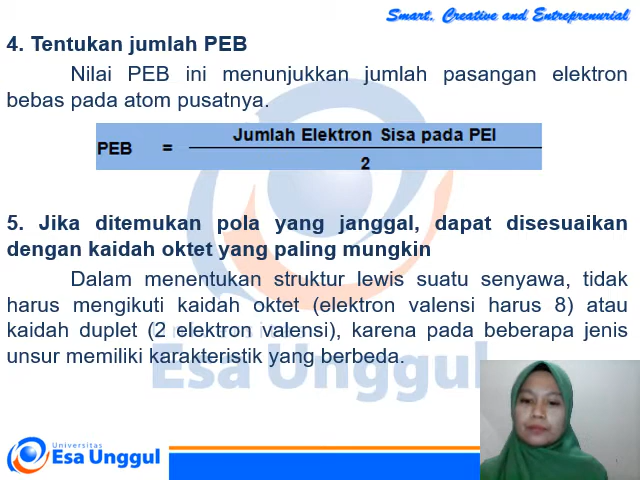 Smart, Creative and Entreprenurial
4. Tentukan jumlah PEB
Nilai PEB ini menunjukkan jumlah pasangan elektron
bebas pada atom pusatnya.
Jumlah Elektron Sisa pada PEI
PEB =
2
5. Jika ditemukan pola yang janggal, dapat disesuaikan
dengan kaidah oktet yang paling mungkin
Dalam menentukan struktur lewis suatu senyawa, tidak
harus mengikuti kaidah oktet (elektron valensi harus 8) atau
kaidah duplet (2 elektron valensi), karena pada beberapa jenis
unsur memiliki karakteristik yang berbeda.
Esa Unggul
Universitas
Esa Unggul